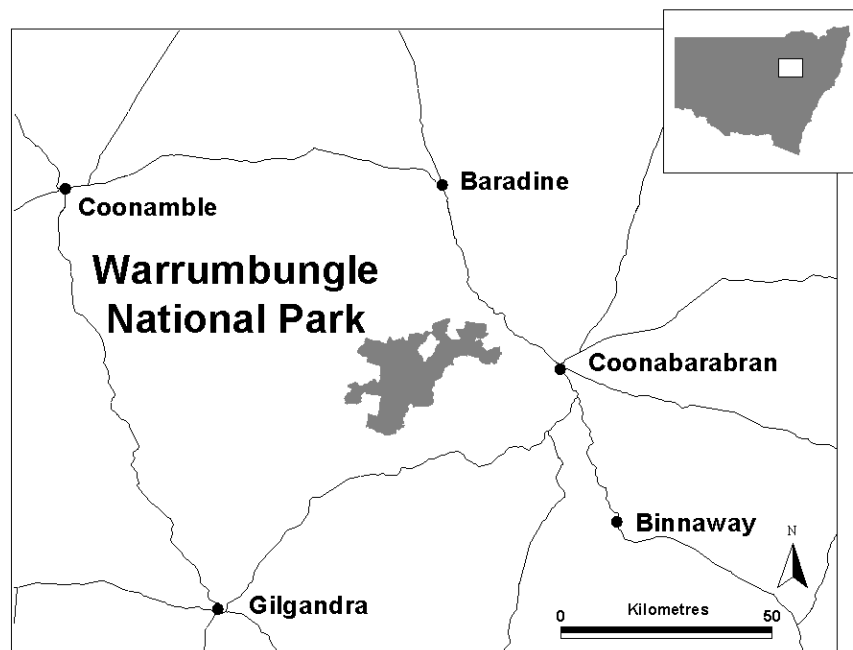 Baradine
Coonamble
Warrumbungle
National Park
Coonabarabran
Binnaway
N
Gilgandra
0 Kilometres 50